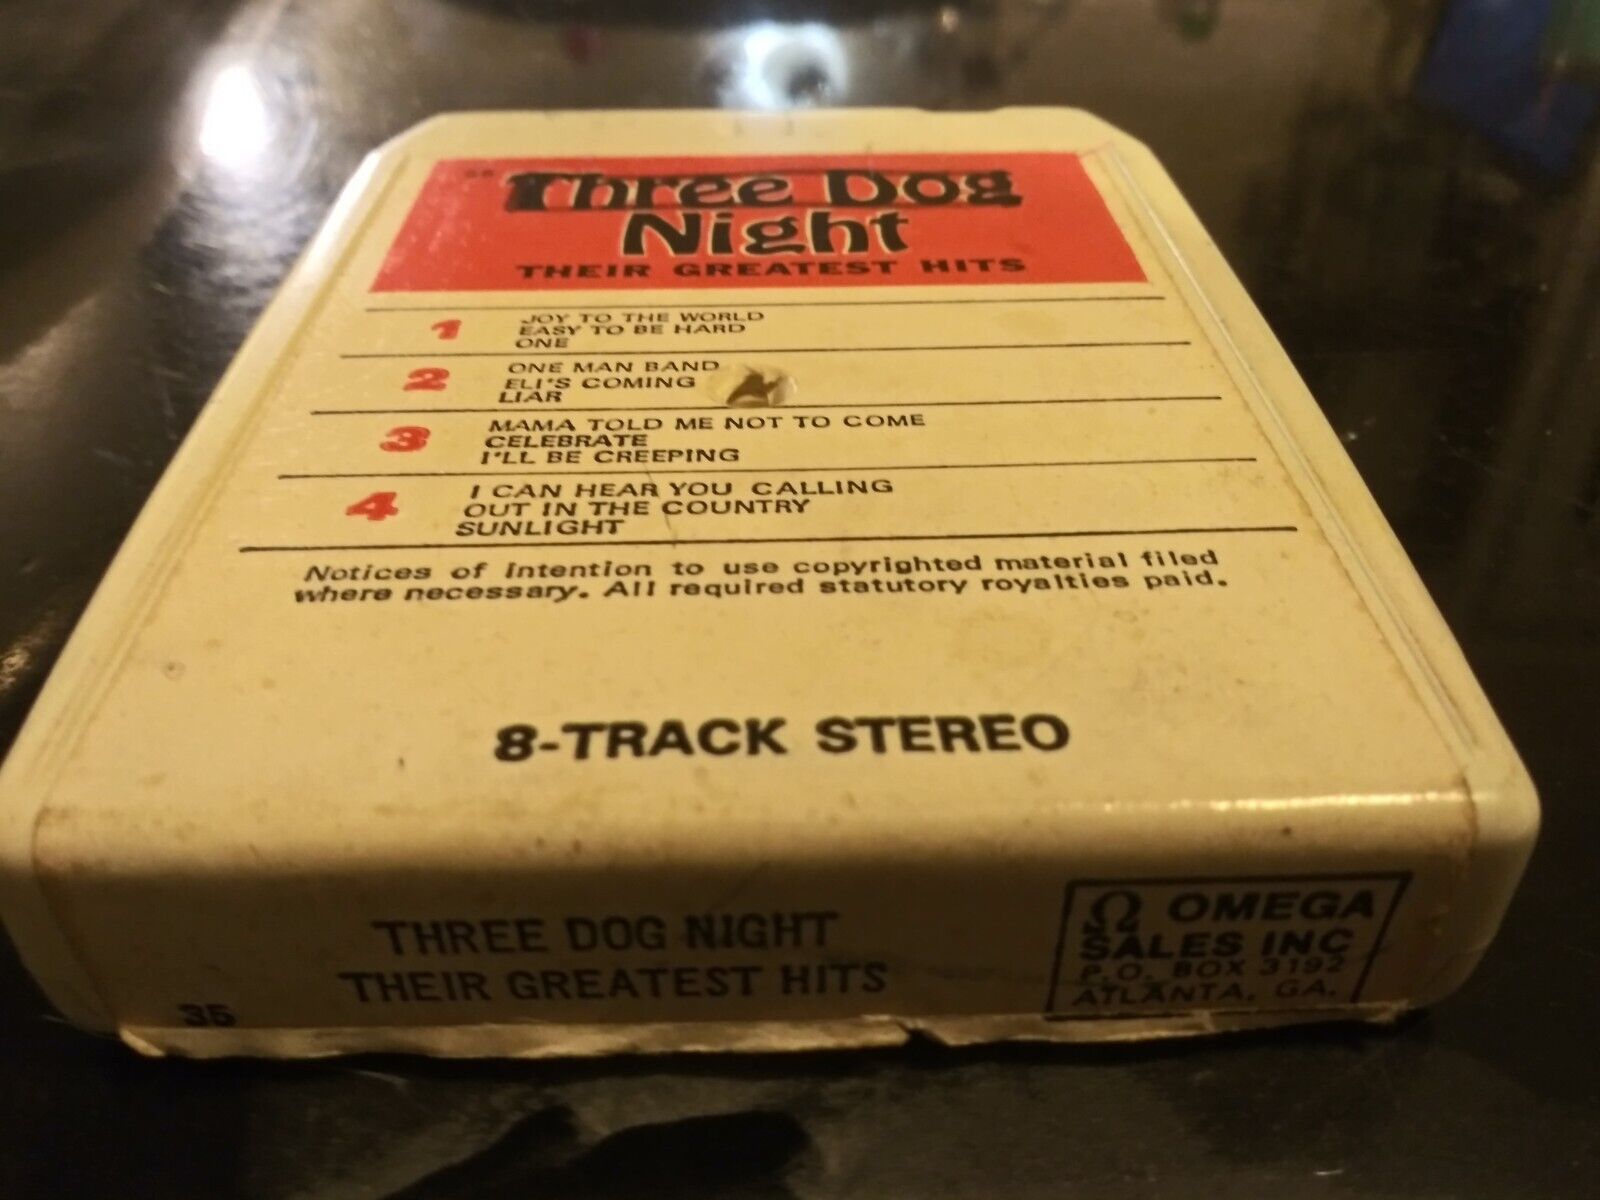 35
Three Dog
Night
THEIR GREATEST HITS
1
JOY TO THE WORLD
EASY TO BE HARD
ONE
2
ONE MAN BAND
ELI'S COMING
LIAR
3
MAMA TOLD ME NOT TO COME
CELEBRATE
I'LL BE CREEPING
4
I CAN HEAR YOU CALLING
OUT IN THE COUNTRY
SUNLIGHT
Notices of Intention to use copyrighted material filed
where necessary. All required statutory royalties paid.
8-TRACK STEREO
THREE DOG NIGHT
THEIR GREATEST HITS
35
Ω OMEGA
SALES INC
P.O. BOX 3192
ATLANTA, GA.